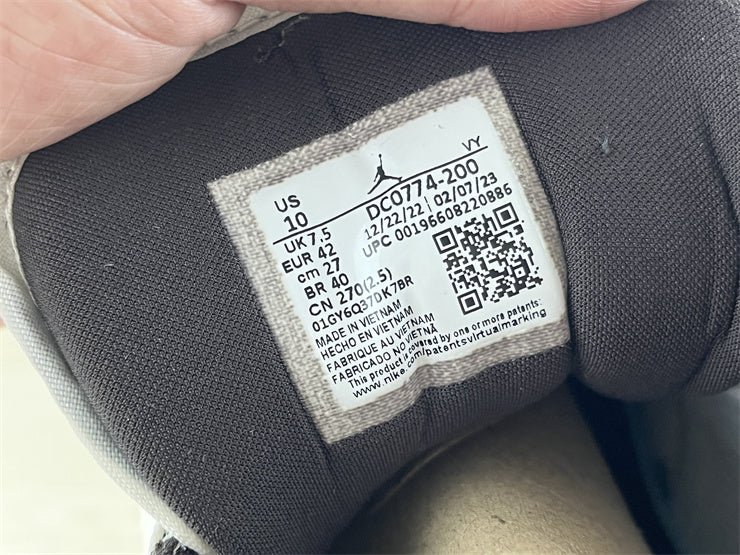 VY
US
10
DC0774-200
12/22/22 | 02/07/23
UPC 00196608220886
UK 7.5
EUR 42
cm 27
BR 40
CN 270(2.5)
01GY6Q37DK7BR
MADE IN VIETNAM
HECHO EN VIETNAM
FABRIQUE AU VIETNAM
FABRICADO NO VIETNÃ
This product is covered by one or more patents:
www.nike.com/patentsvirtualmarking